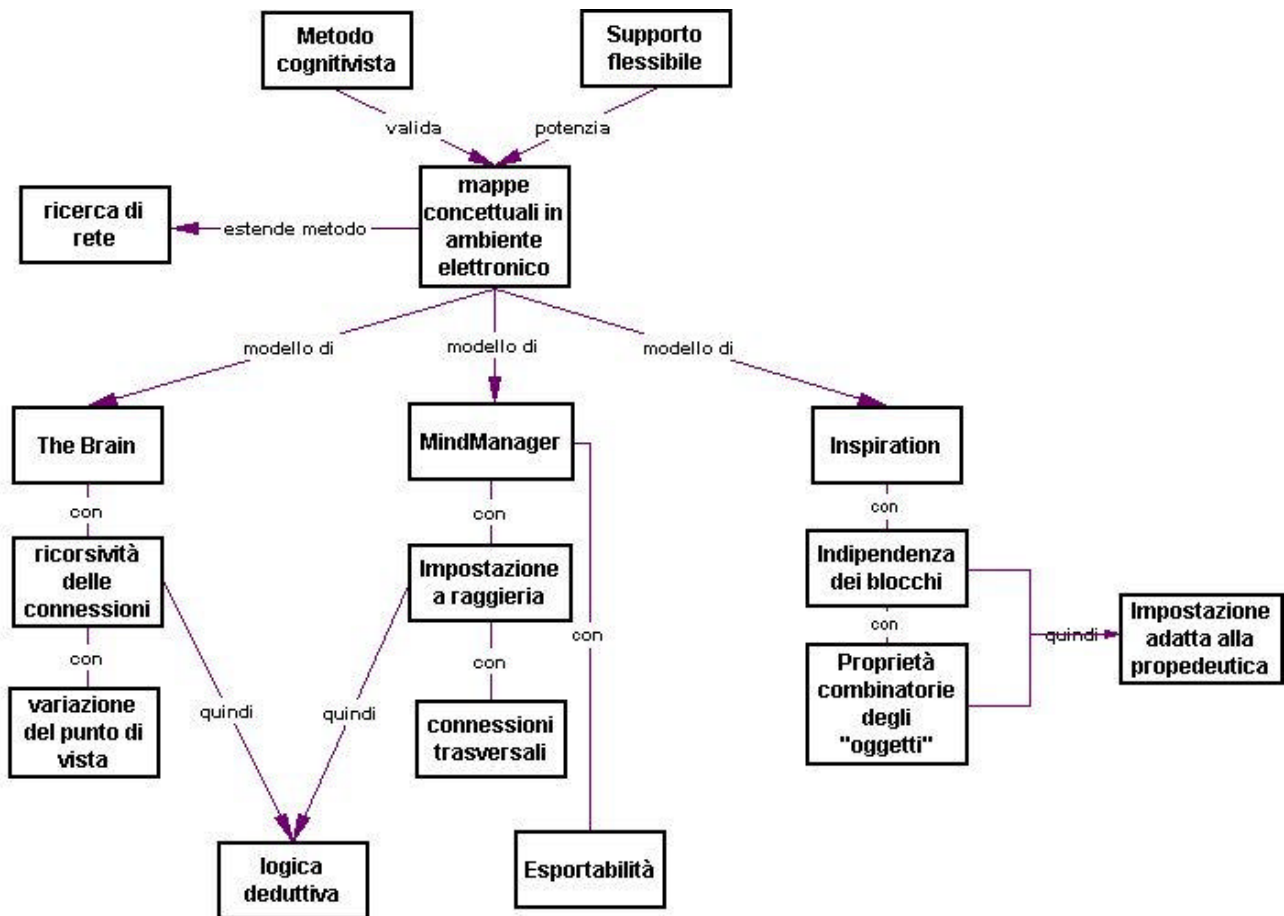 Metodo
cognitivista
Supporto
flessibile
valida
potenzia
mappe
concettuali in
ambiente
elettronico
estende metodo
ricerca di
rete
modello di
modello di
modello di
The Brain
MindManager
Inspiration
con
con
con
ricorsività
delle
connessioni
Impostazione
a raggieria
Indipendenza
dei blocchi
con
con
con
con
quindi
Impostazione
adatta alla
propedeutica
variazione
del punto di
vista
quindi
quindi
connessioni
trasversali
Proprietà
combinatorie
degli
"oggetti"
logica
deduttiva
Esportabilità